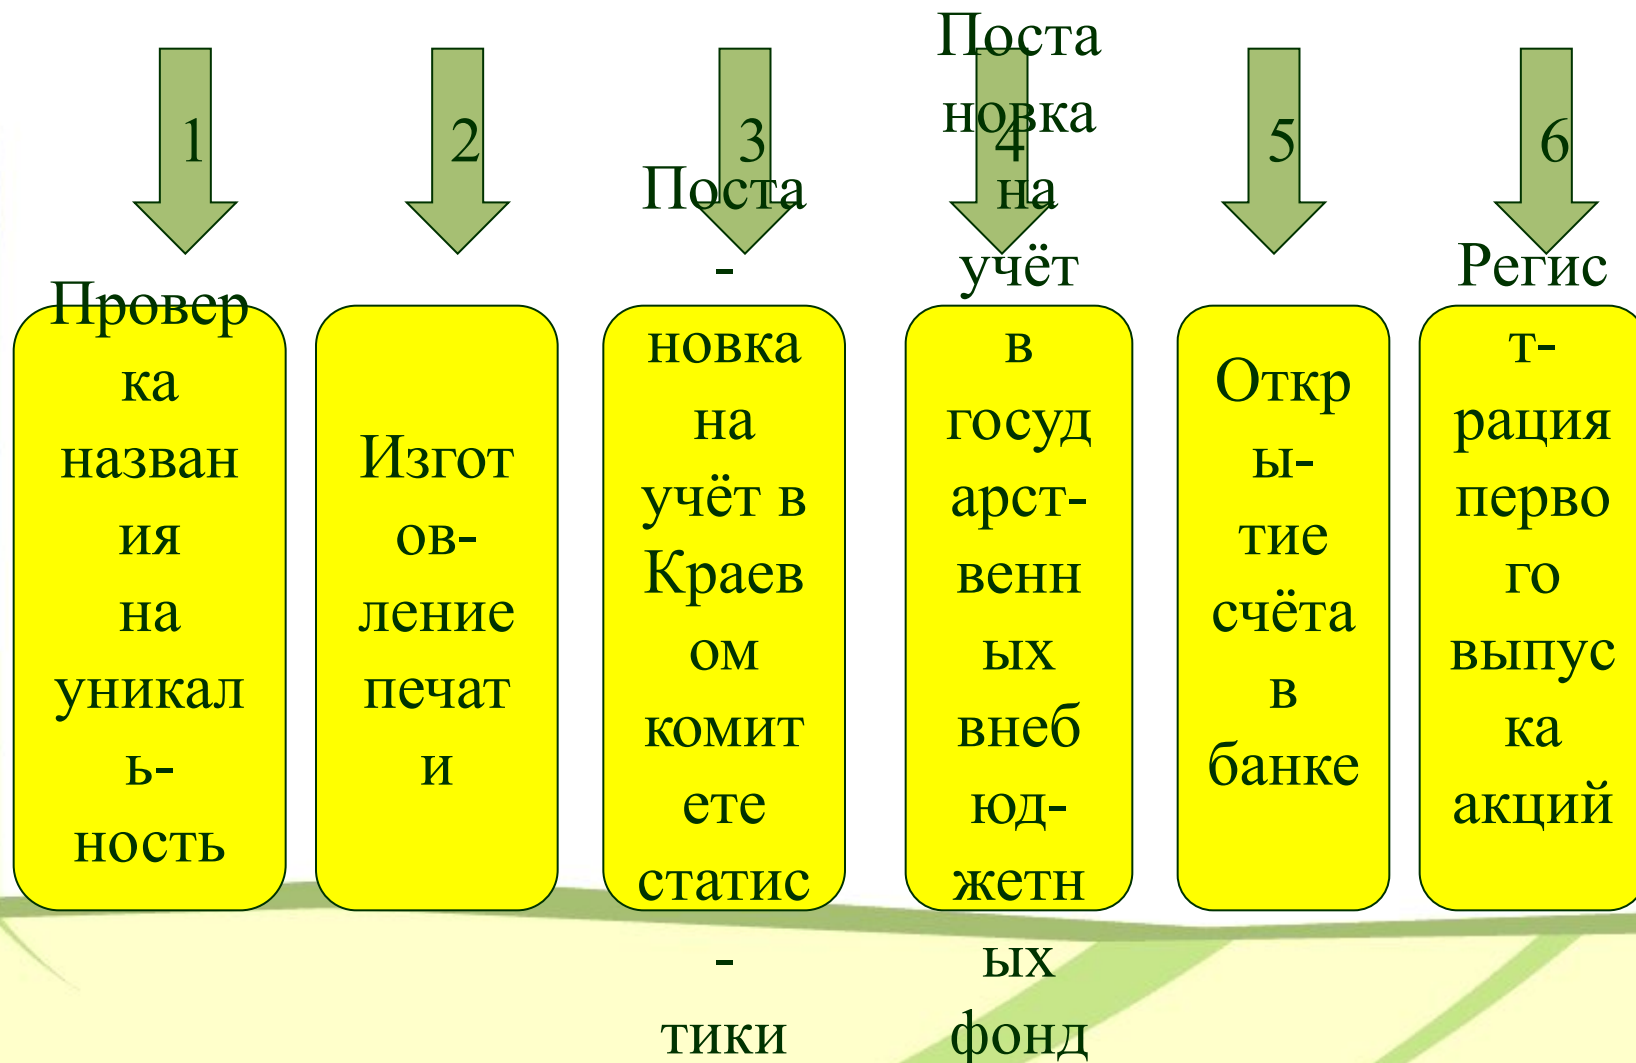 1
2
3
4
5
6
Провер
ка
назван
ия
на
уникал
ь-
ность
Изгот
ов-
ление
печат
и
Поста
-
новка
на
учёт в
Краев
ом
комит
ете
статис
-
тики
Поста
новка
на
учёт
в
госуд
арст-
венн
ых
внеб
юд-
жетн
ых
фонд
Откр
ы-
тие
счёта
в
банке
Регис
т-
рация
перво
го
выпус
ка
акций